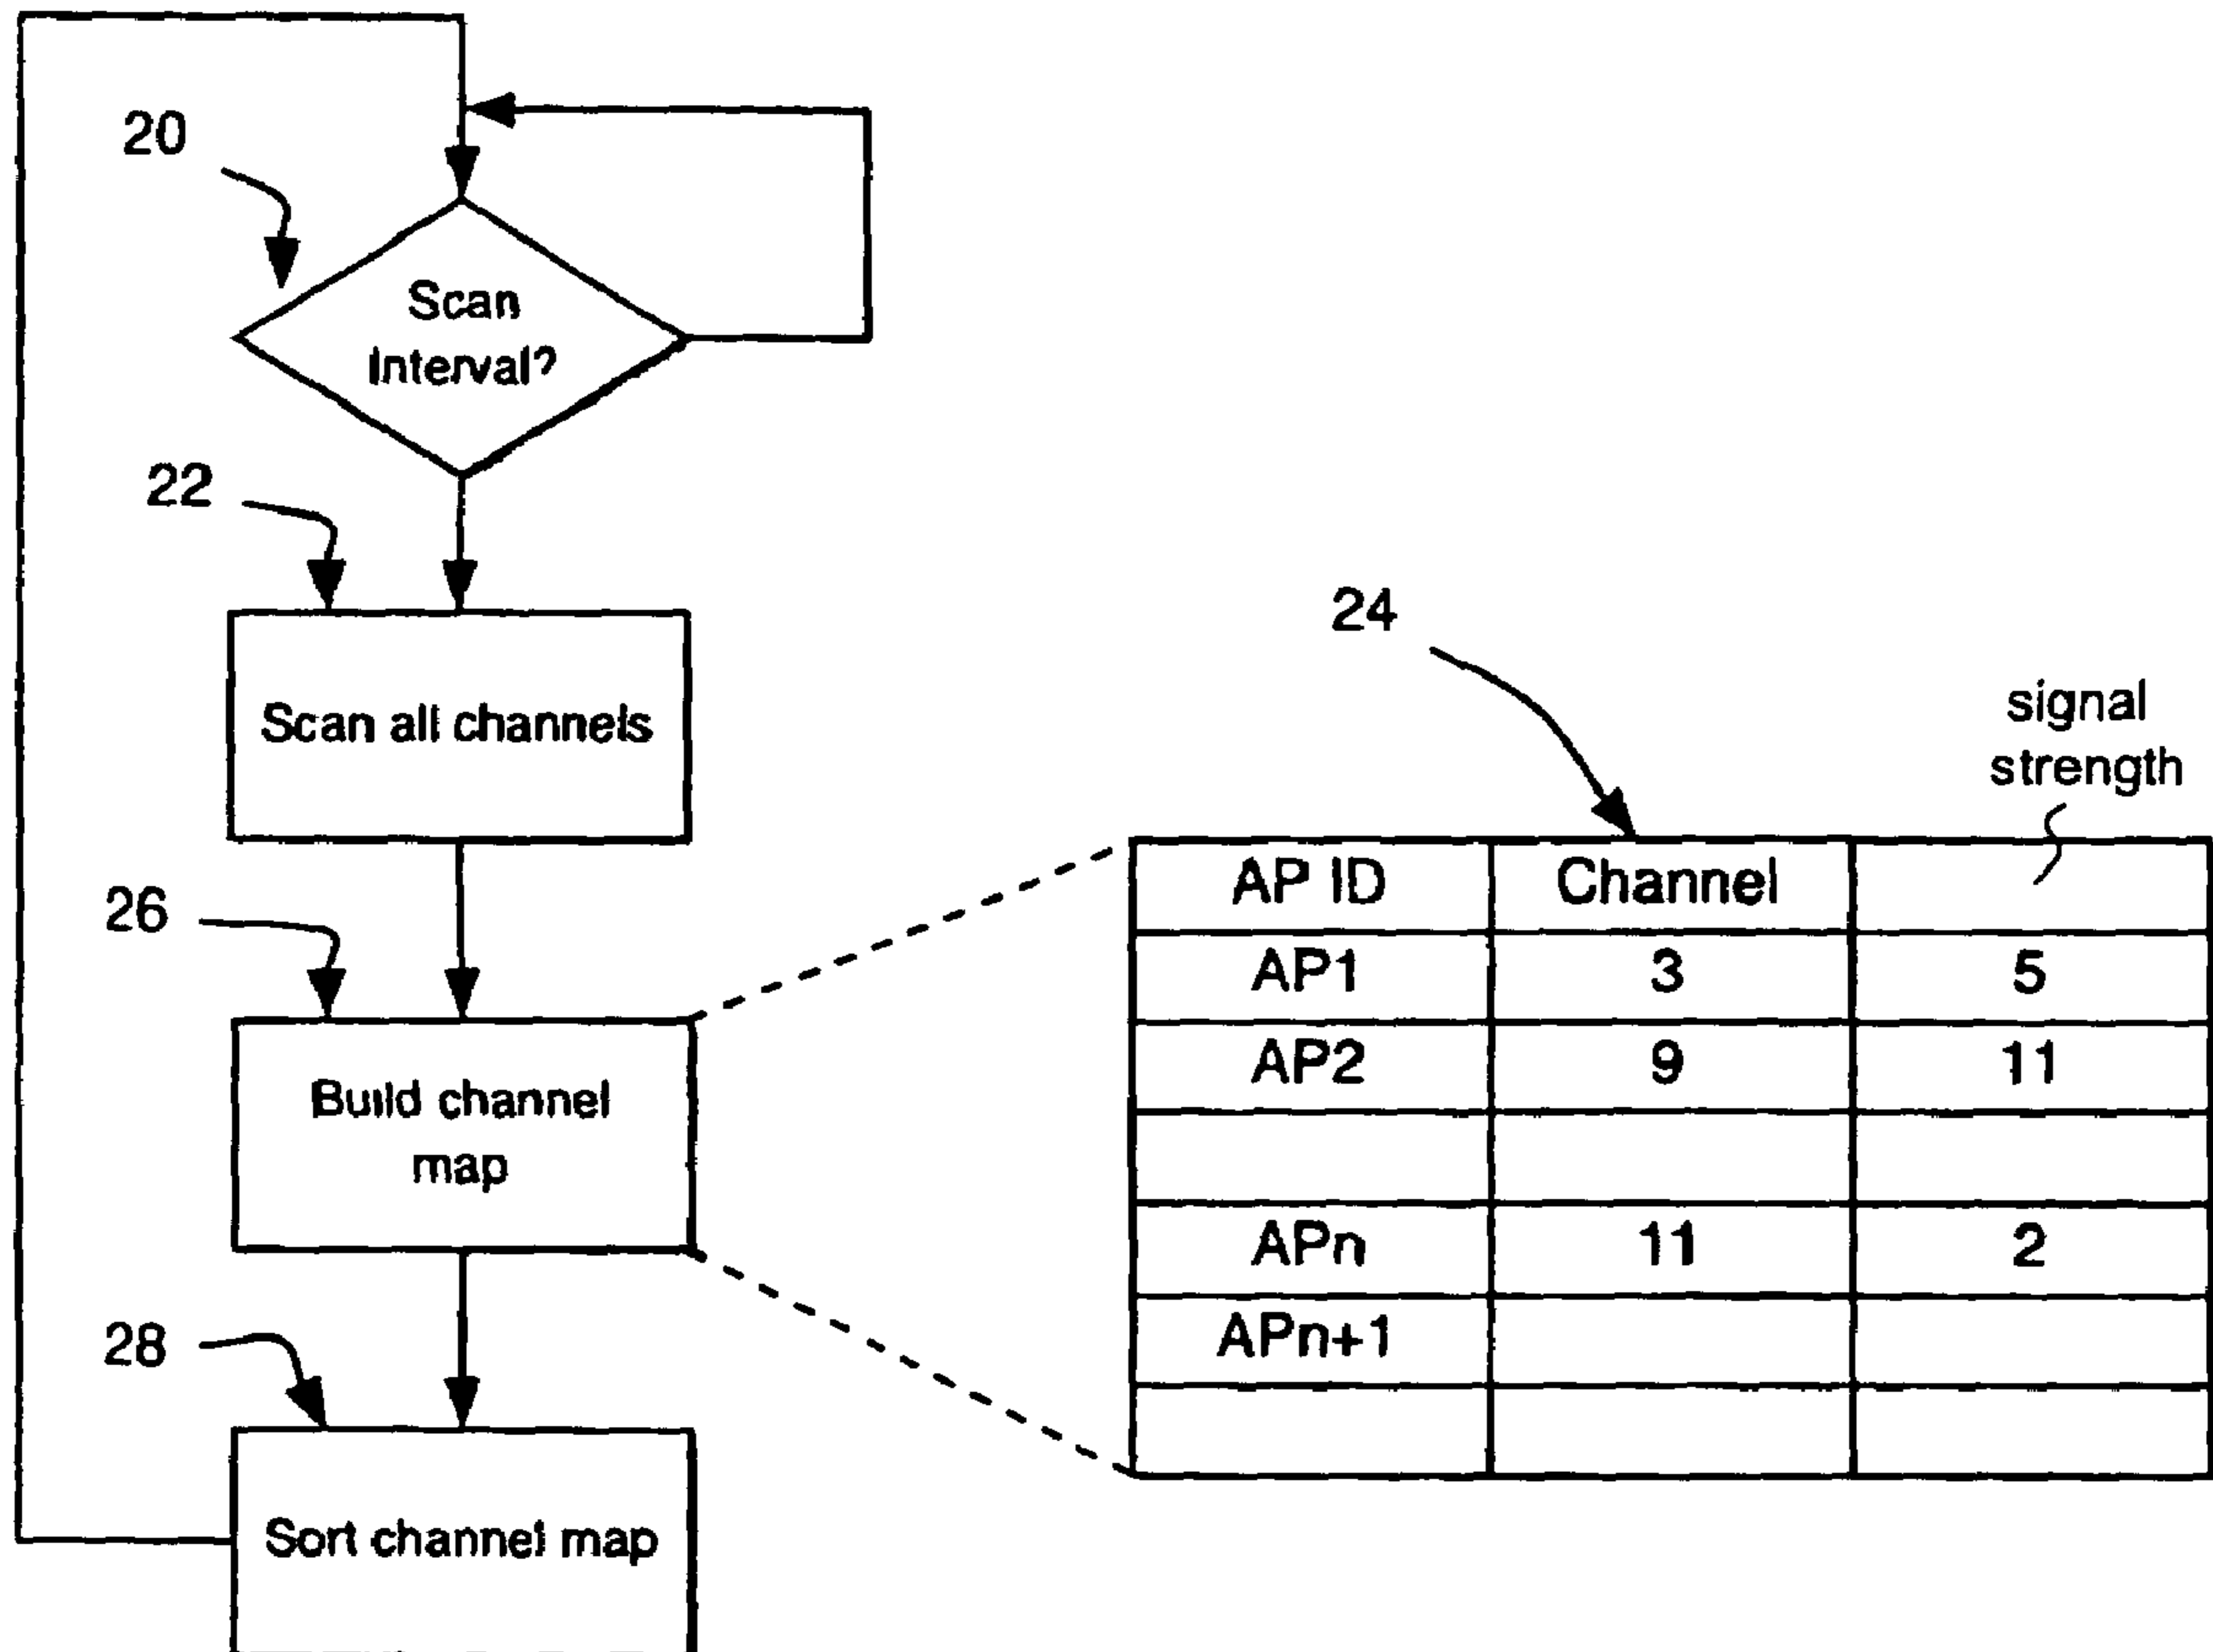 20
Scan
Interval?
22
Scan all channels
24
signal
strength
26
Build channel
map
AP ID Channel
AP1 3 5
AP2 9 11
APn 11 2
APn+1
28
Sort channel map